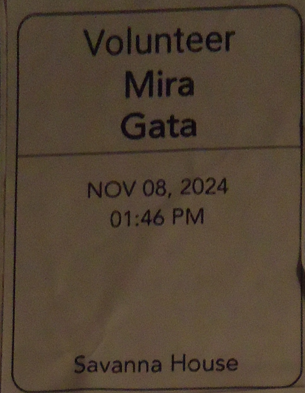 Volunteer
Mira
Gata
NOV 08, 2024
01:46 PM
Savanna House